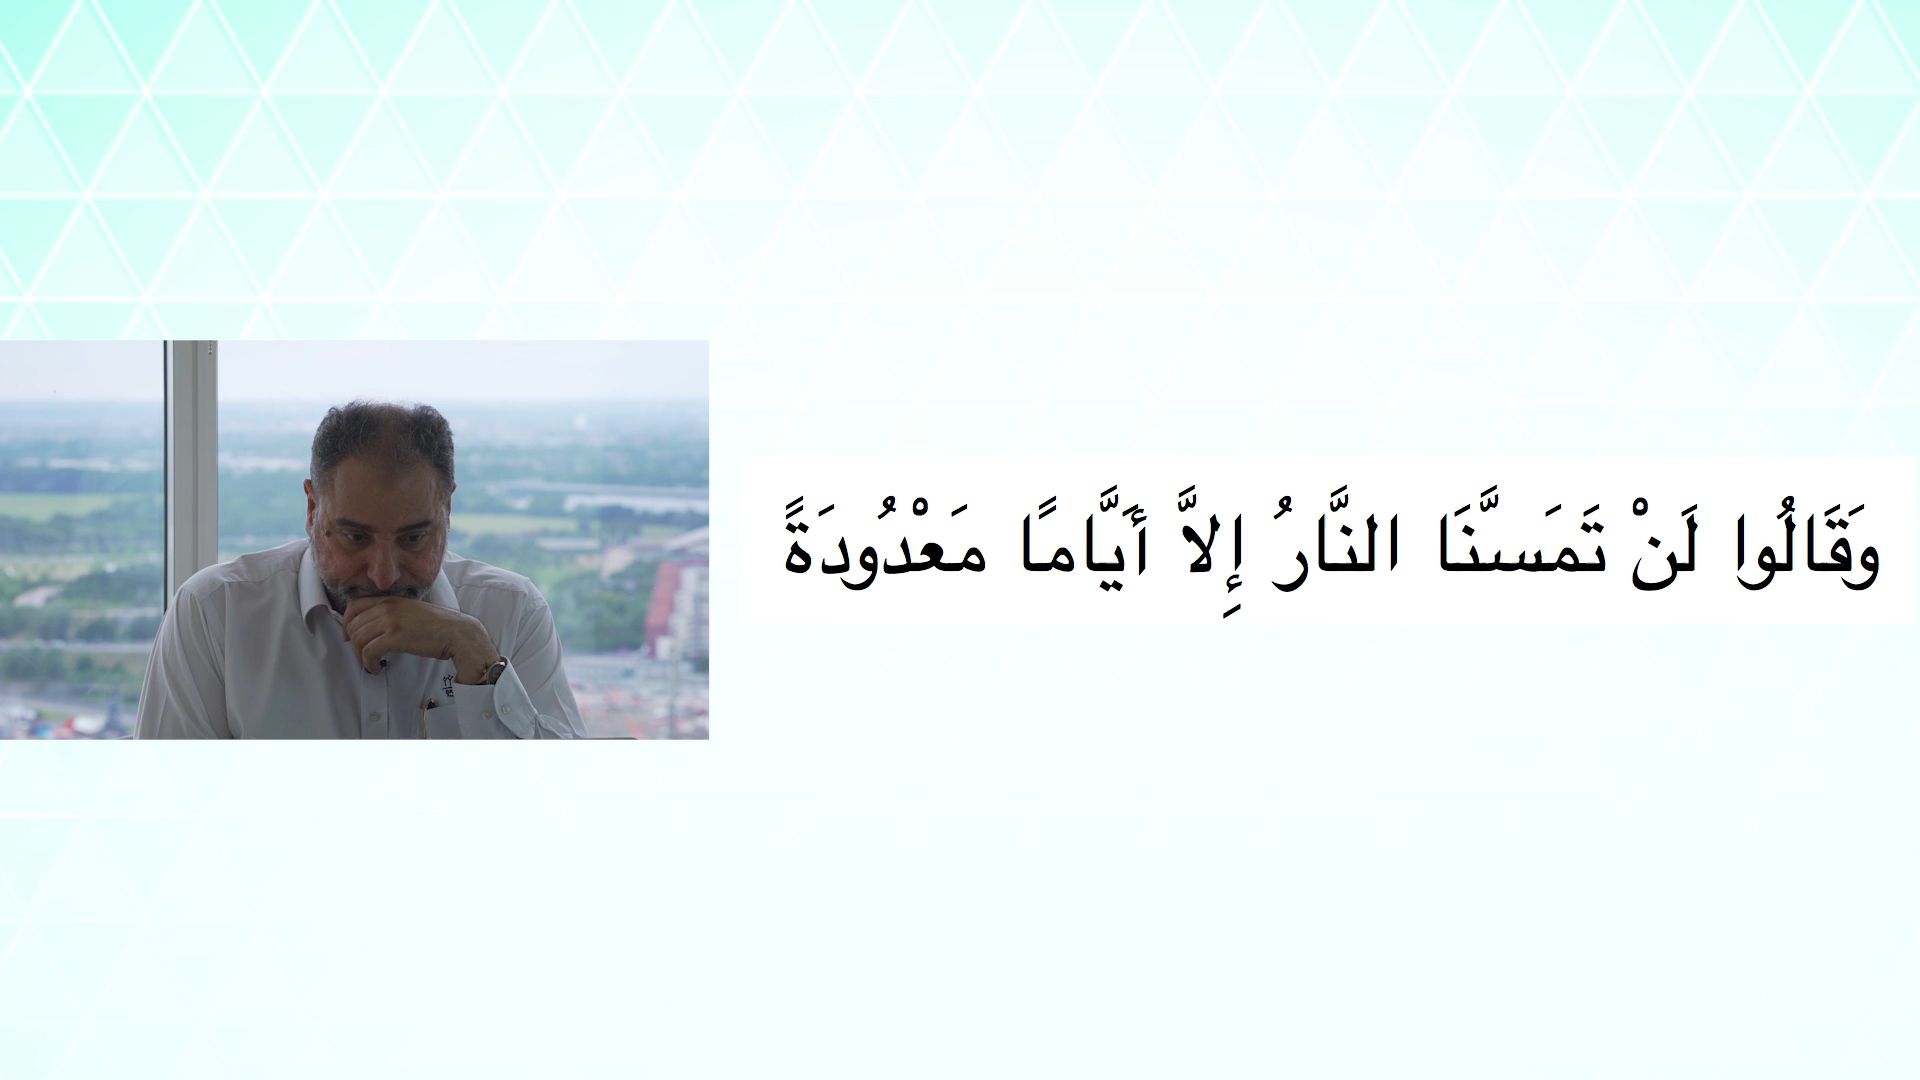 وَقَالُوا لَنْ تَمَسَّنَا النَّارُ إِلاَّ أَيَّامًا مَعْدُودَةً